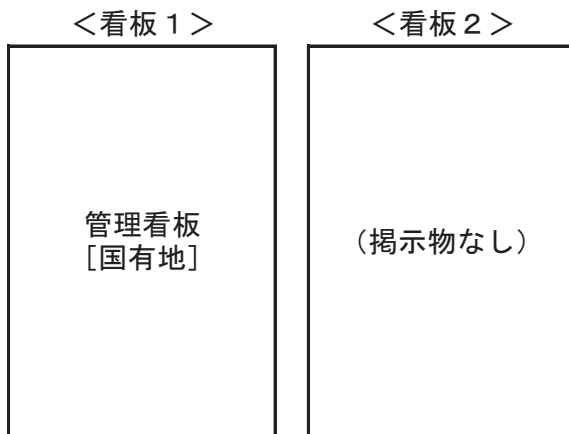 ＜看板１＞
＜看板２＞
管理看板
［国有地］
（掲示物なし）